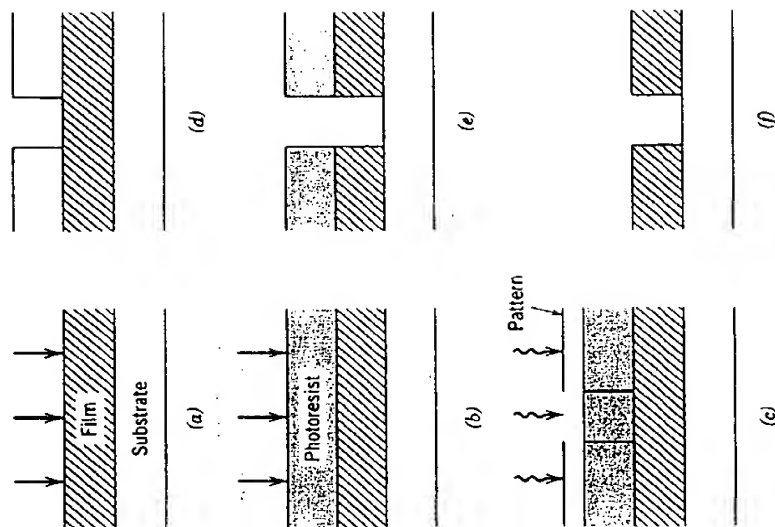 Film
Substrate
(a)
Photoresist
(b)
Pattern
(c)
(d)
(e)
(f)